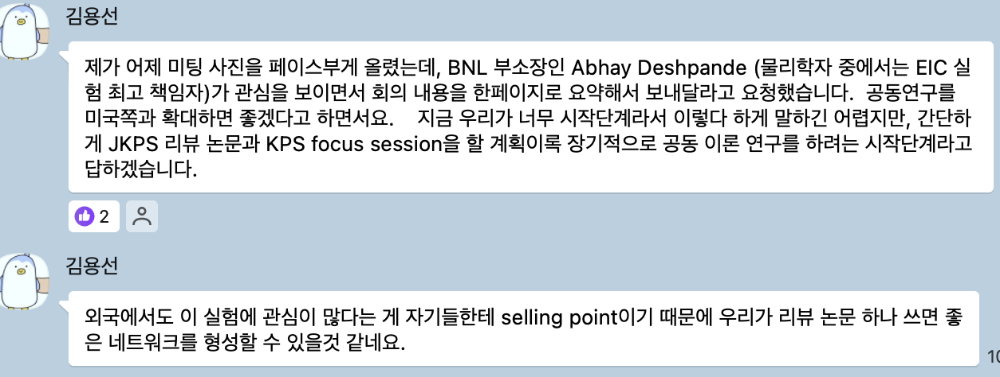 김용선
제가 어제 미팅 사진을 페이스부게 올렸는데, BNL 부소장인 Abhay Deshpande (물리학자 중에서는 EIC 실
험 최고 책임자)가 관심을 보이면서 회의 내용을 한페이지로 요약해서 보내달라고 요청했습니다. 공동연구를
미국쪽과 확대하면 좋겠다고 하면서요. 지금 우리가 너무 시작단계라서 이렇다 하게 말하긴 어렵지만, 간단하
게 JKPS 리뷰 논문과 KPS focus session을 할 계획이록 장기적으로 공동 이론 연구를 하려는 시작단계라고
답하겠습니다.
2
김용선
외국에서도 이 실험에 관심이 많다는 게 자기들한테 selling point이기 때문에 우리가 리뷰 논문 하나 쓰면 좋
은 네트워크를 형성할 수 있을것 같네요.